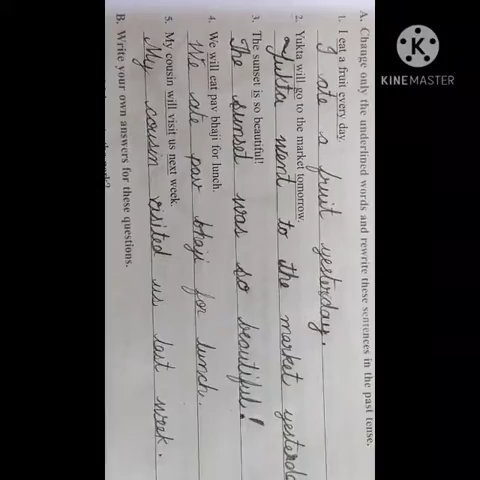 A. Change only the underlined words and rewrite these sentences in the past tense.
1. I eat a fruit every day.
I ate a fruit yesterday.
2. Yukta will go to the market tomorrow.
Yukta went to the market yesterda
3. The sunset is so beautiful!
The sunset was so beautiful!
4. We will eat pav bhaji for lunch.
We ate pav bhaji for lunch.
5. My cousin will visit us next week.
My cousin visited us last week.
B. Write your own answers for these questions.
KINEMASTER